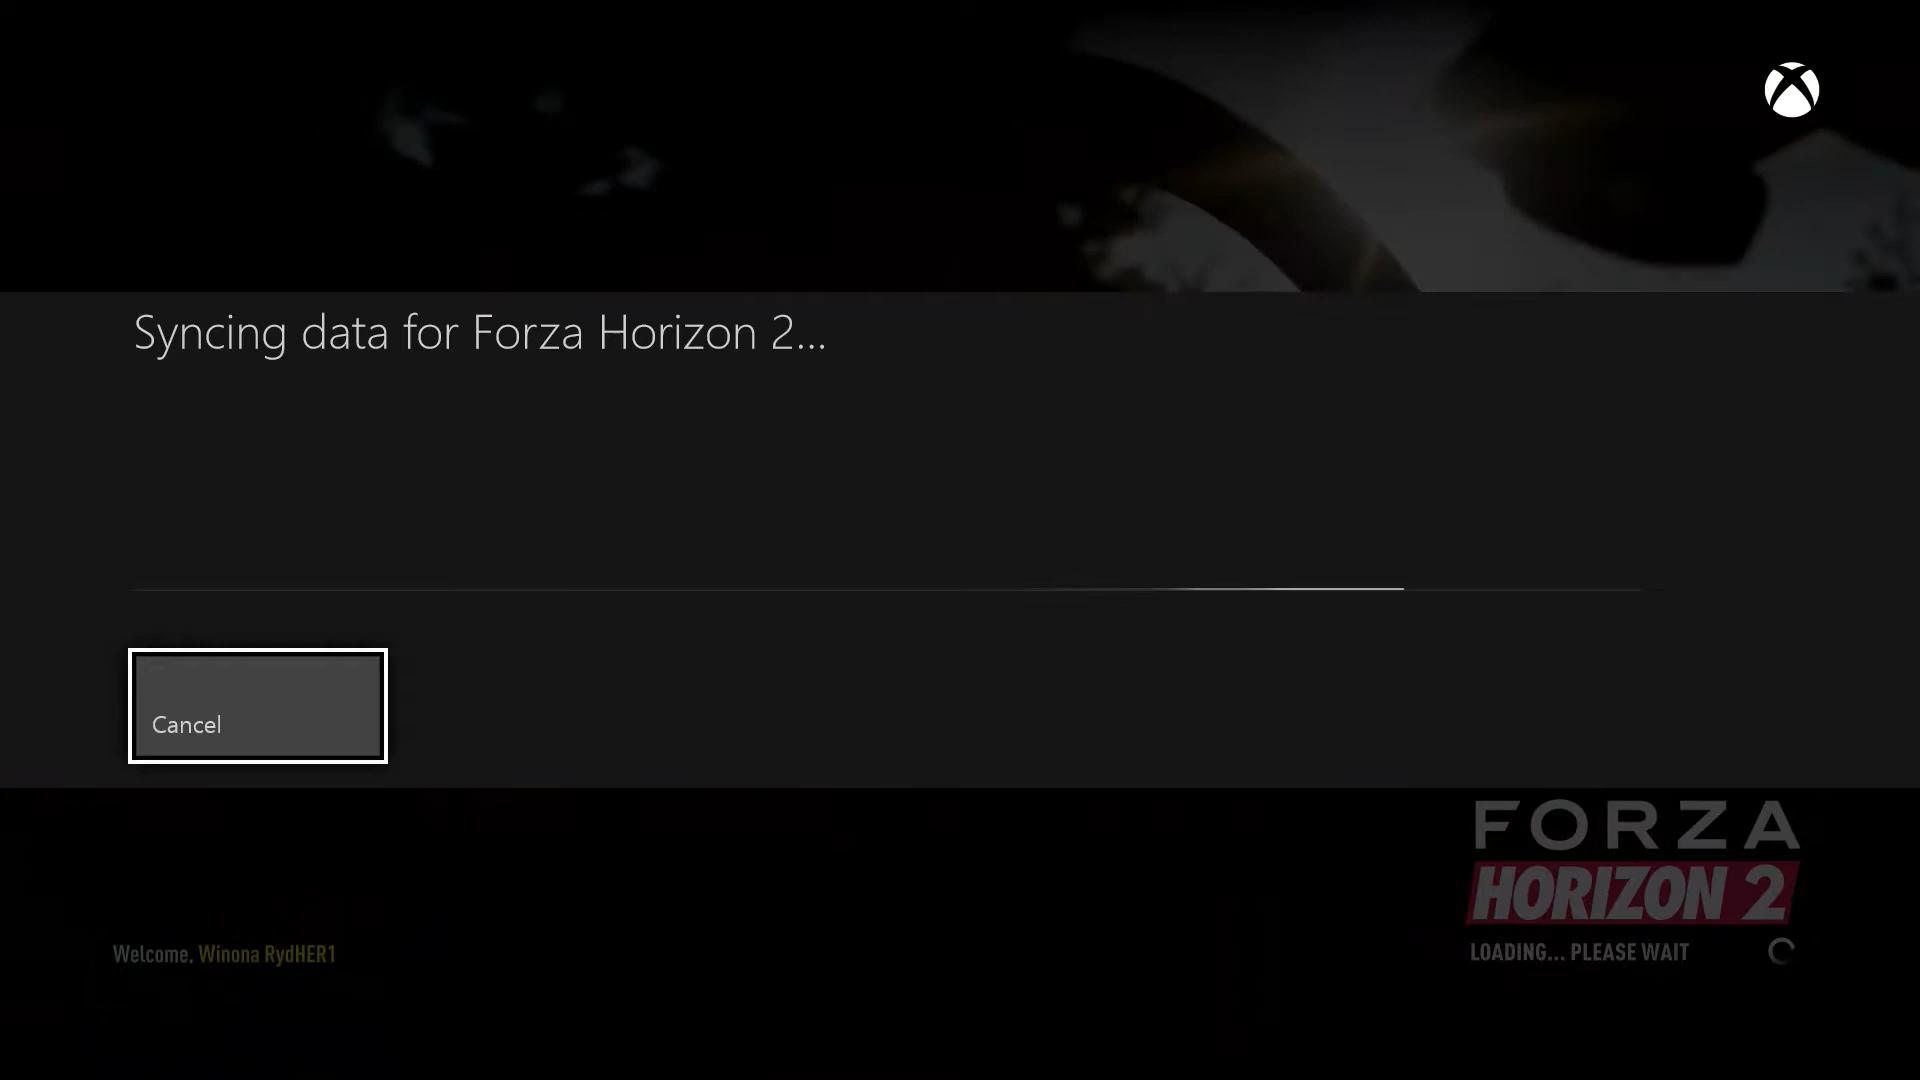 Syncing data for Forza Horizon 2...
Cancel
FORZA
HORIZON 2
Welcome, Winona RydHER1
LOADING... PLEASE WAIT